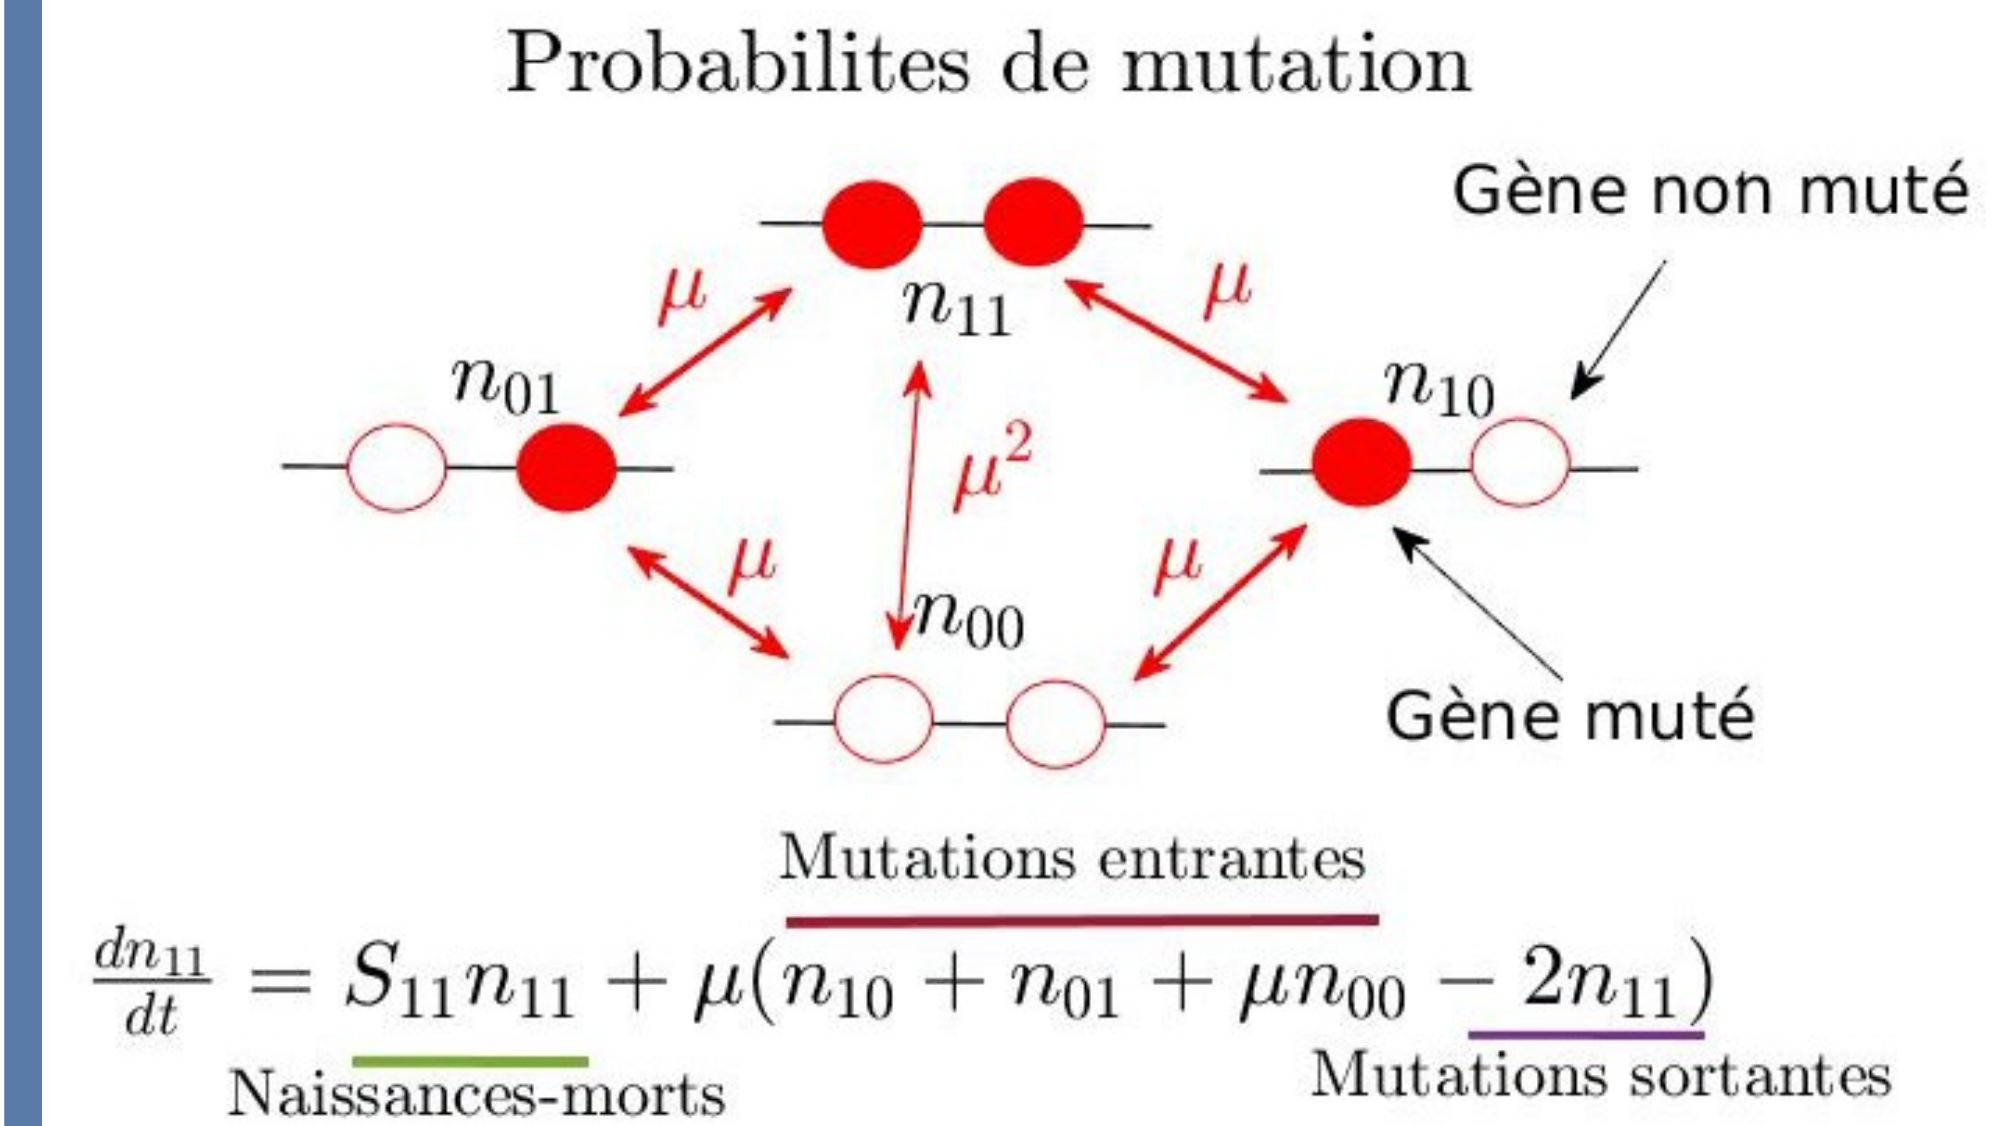 Probabilites de mutation
Gène non muté
μ
μ
n₁₁
n₀₁
n₁₀
μ²
μ
μ
n₀₀
Gène muté
Mutations entrantes
dn₁₁/dt = S₁₁n₁₁ + μ(n₁₀ + n₀₁ + μn₀₀ − 2n₁₁)
Naissances-morts
Mutations sortantes